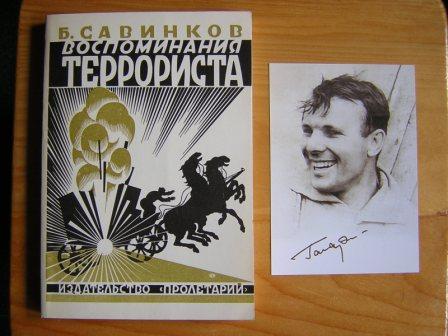 Б. САВИНКОВ
ВОСПОМИНАНИЯ
ТЕРРОРИСТА
ИЗДАТЕЛЬСТВО «ПРОЛЕТАРИЙ»